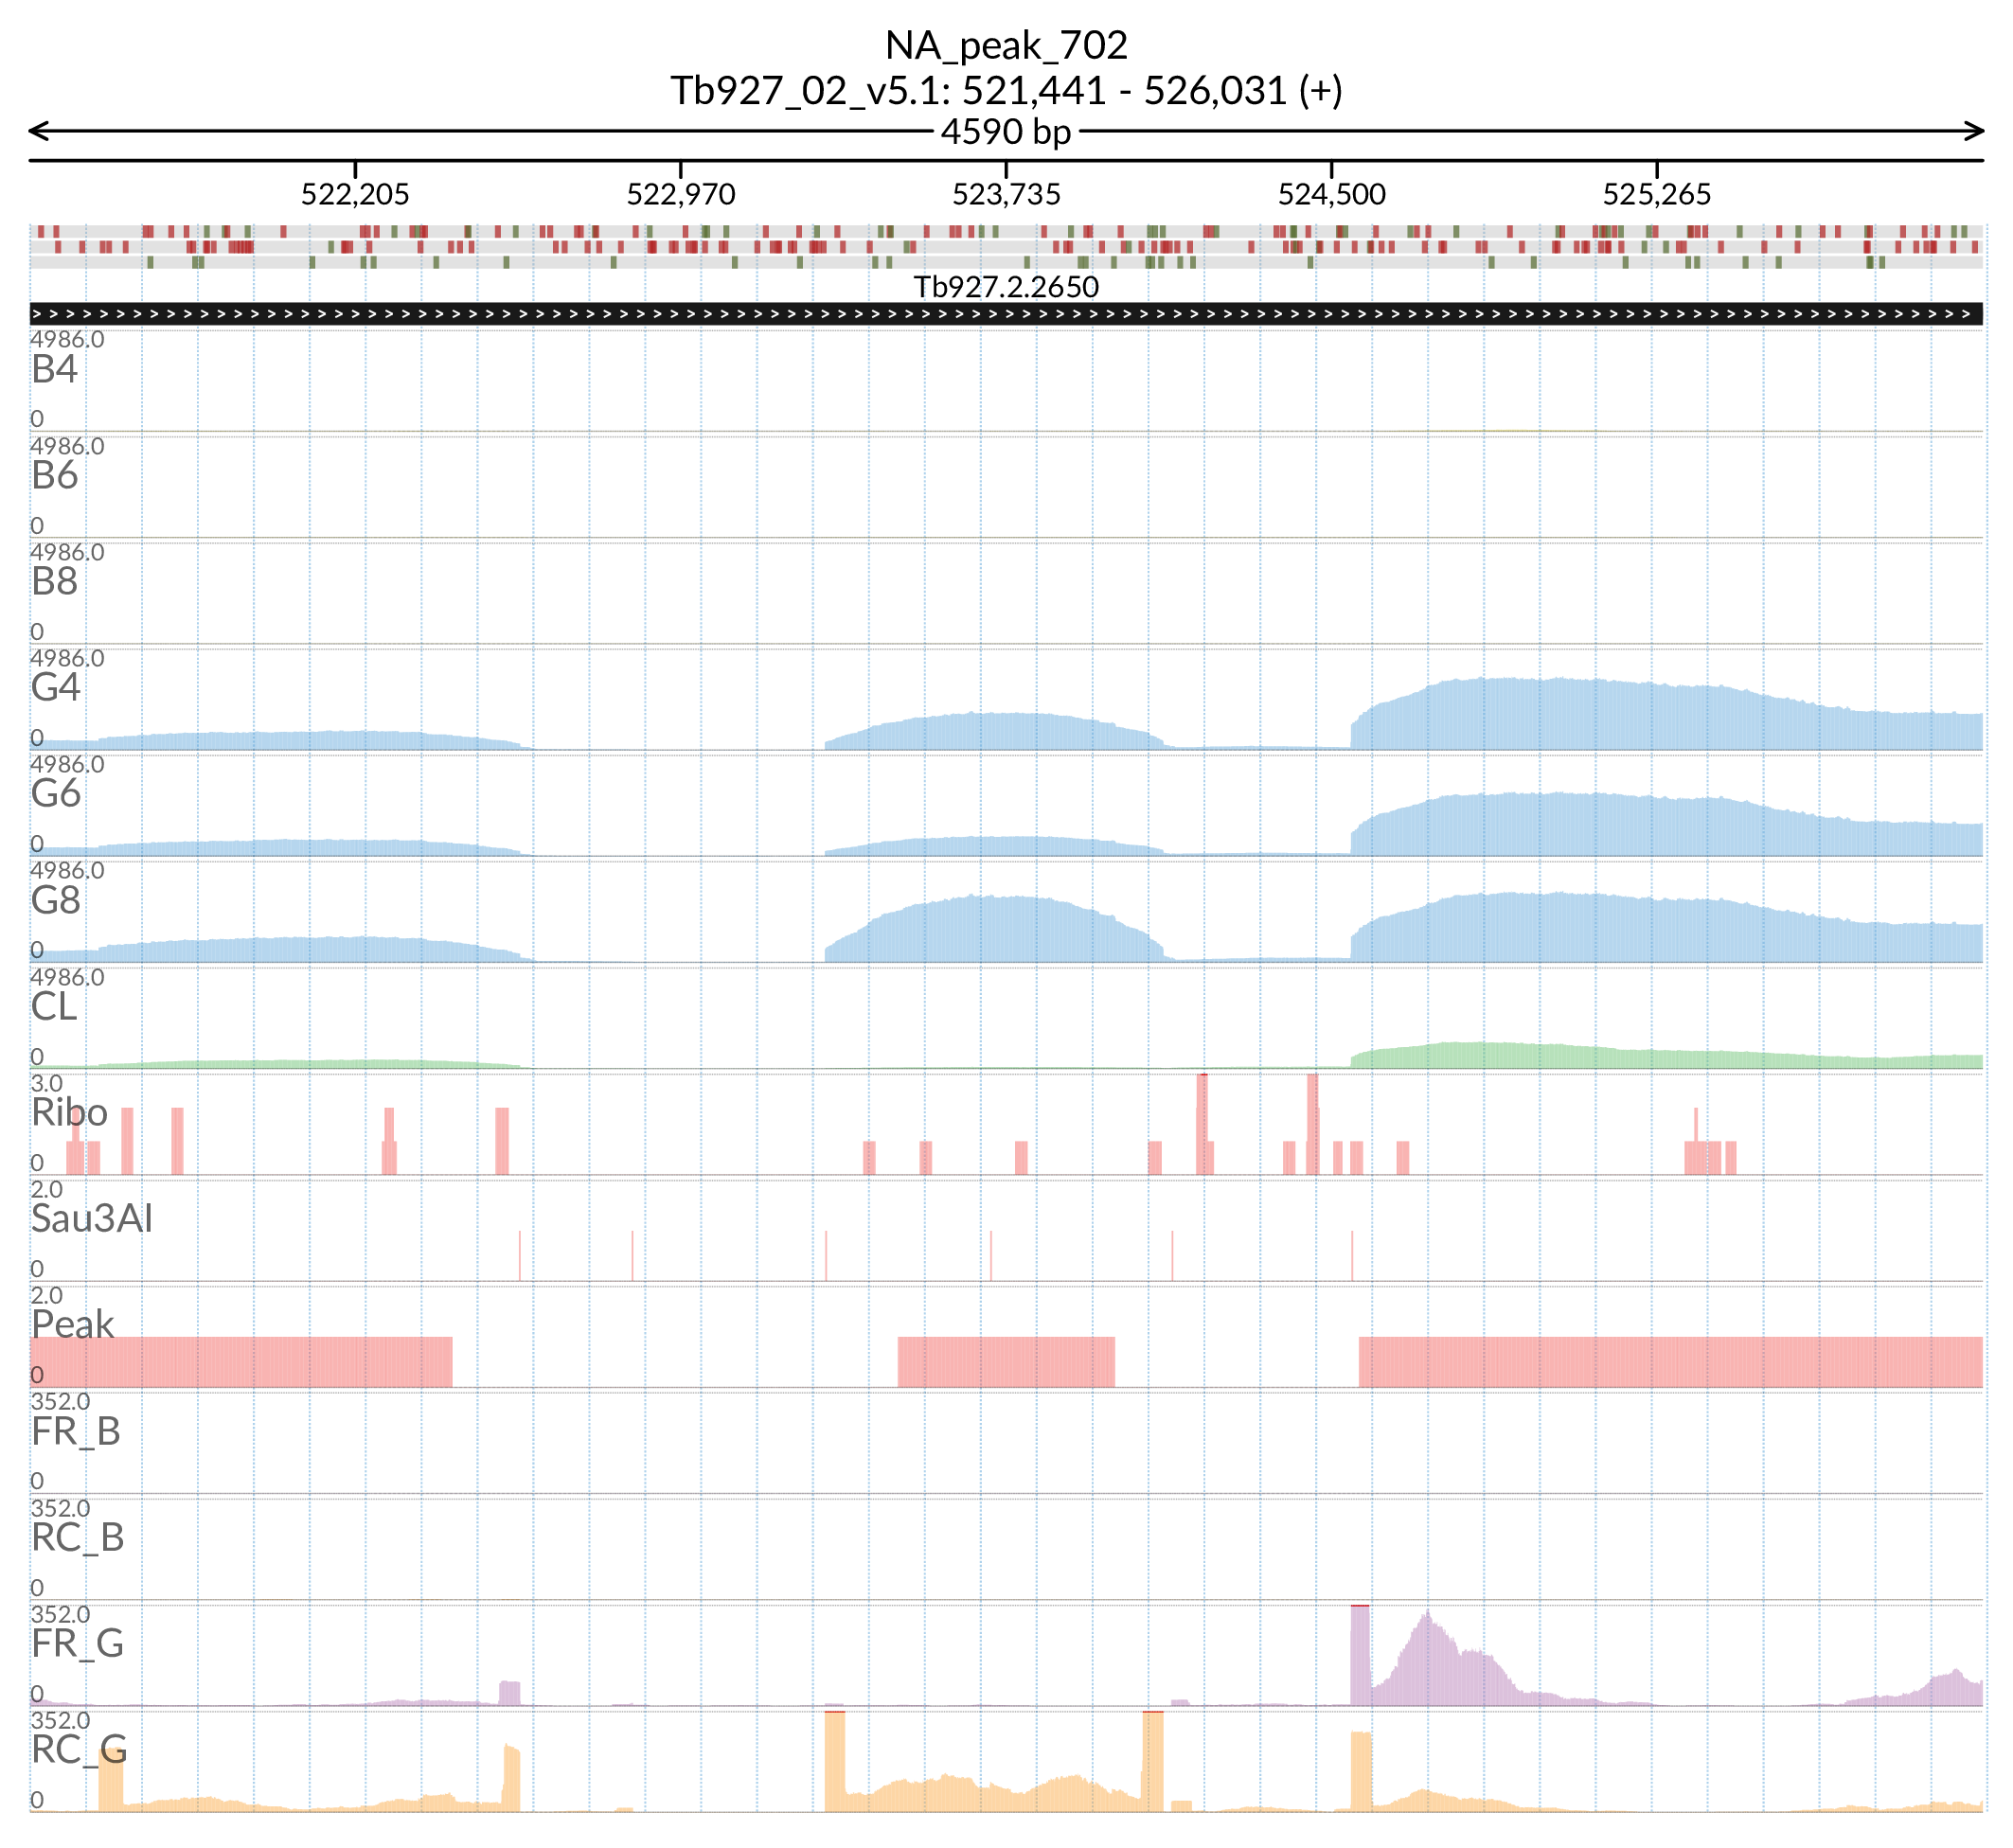 NA_peak_702
Tb927_02_v5.1: 521,441 - 526,031 (+)
4590 bp
522,205 522,970 523,735 524,500 525,265
Tb927.2.2650
4986.0
B4
0
4986.0
B6
0
4986.0
B8
0
4986.0
G4
0
4986.0
G6
0
4986.0
G8
0
4986.0
CL
0
3.0
Ribo
0
2.0
Sau3AI
0
2.0
Peak
0
352.0
FR_B
0
352.0
RC_B
0
352.0
FR_G
0
352.0
RC_G
0